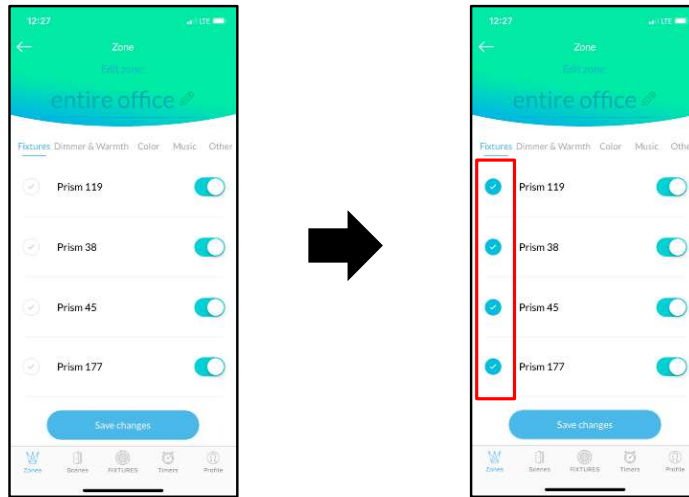 12:27
LTE
Zone
Edit zone:
entire office
Fixtures Dimmer & Warmth Color Music Other
Prism 119
Prism 38
Prism 45
Prism 177
Save changes
Zones Scenes FIXTURES Timers Profile
12:27
LTE
Zone
Edit zone:
entire office
Fixtures Dimmer & Warmth Color Music Othe
Prism 119
Prism 38
Prism 45
Prism 177
Save changes
Zones Scenes FIXTURES Timers Profile